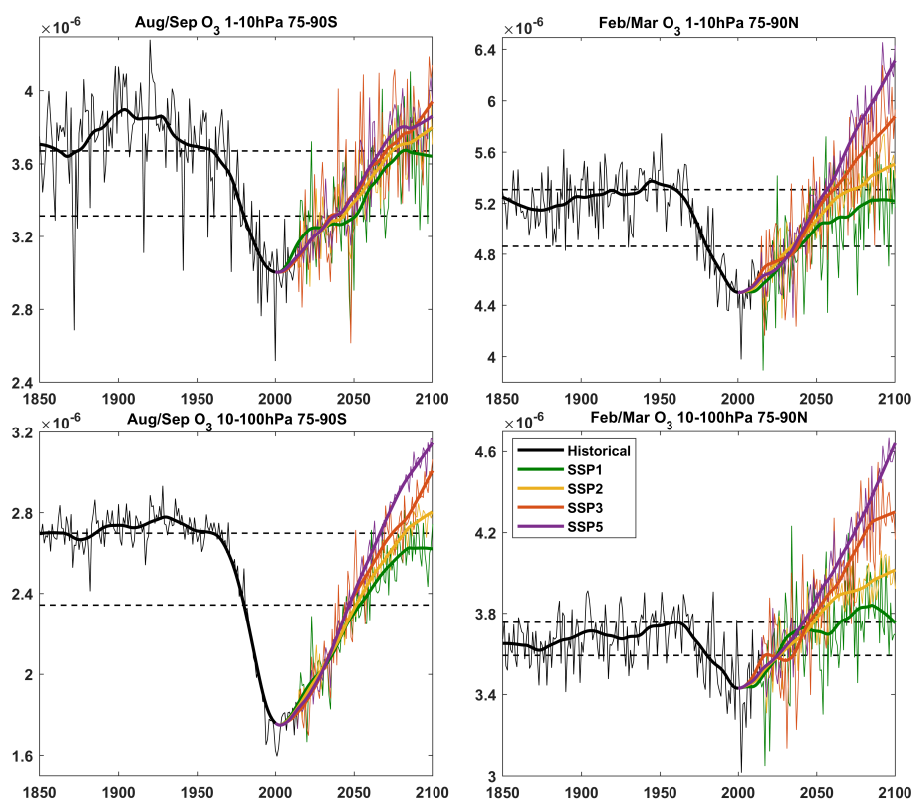 Aug/Sep O3 1-10hPa 75-90S
×10-6
4
3.6
3.2
2.8
2.4
1850 1900 1950 2000 2050 2100
Feb/Mar O3 1-10hPa 75-90N
×10-6
6.4
6
5.6
5.2
4.8
4.4
4
1850 1900 1950 2000 2050 2100
Aug/Sep O3 10-100hPa 75-90S
×10-6
3.2
2.8
2.4
2
1.6
1850 1900 1950 2000 2050 2100
Feb/Mar O3 10-100hPa 75-90N
×10-6
4.6
4.2
3.8
3.4
3
Historical
SSP1
SSP2
SSP3
SSP5
1850 1900 1950 2000 2050 2100